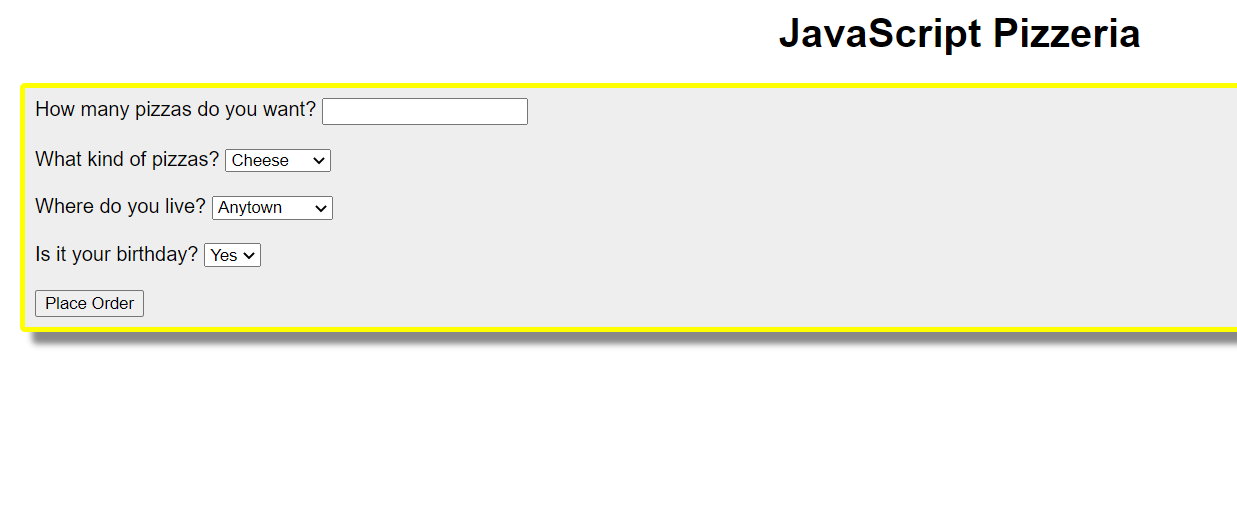 JavaScript Pizzeria
How many pizzas do you want?
What kind of pizzas? Cheese
Where do you live? Anytown
Is it your birthday? Yes
Place Order